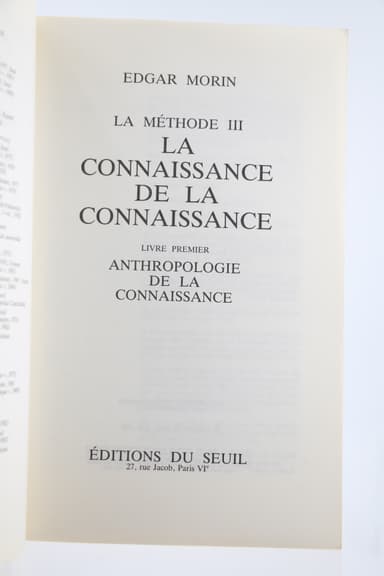 EDGAR MORIN
LA MÉTHODE III
LA
CONNAISSANCE
DE LA
CONNAISSANCE
LIVRE PREMIER
ANTHROPOLOGIE
DE LA
CONNAISSANCE
ÉDITIONS DU SEUIL
27, rue Jacob, Paris VIᵉ